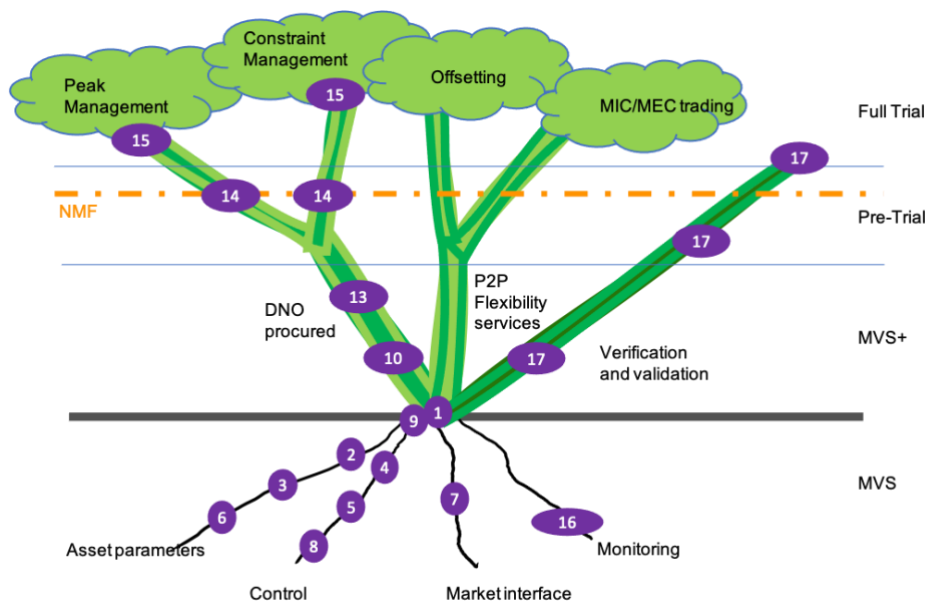 Constraint
Management
Peak
Management
Offsetting
MIC/MEC trading
Full Trial
15
15
17
14
14
NMF
Pre-Trial
17
13
DNO
procured
P2P
Flexibility
services
MVS+
10
17
Verification
and validation
9
1
2
4
3
MVS
7
5
6
16
8
Asset parameters
Monitoring
Control
Market interface